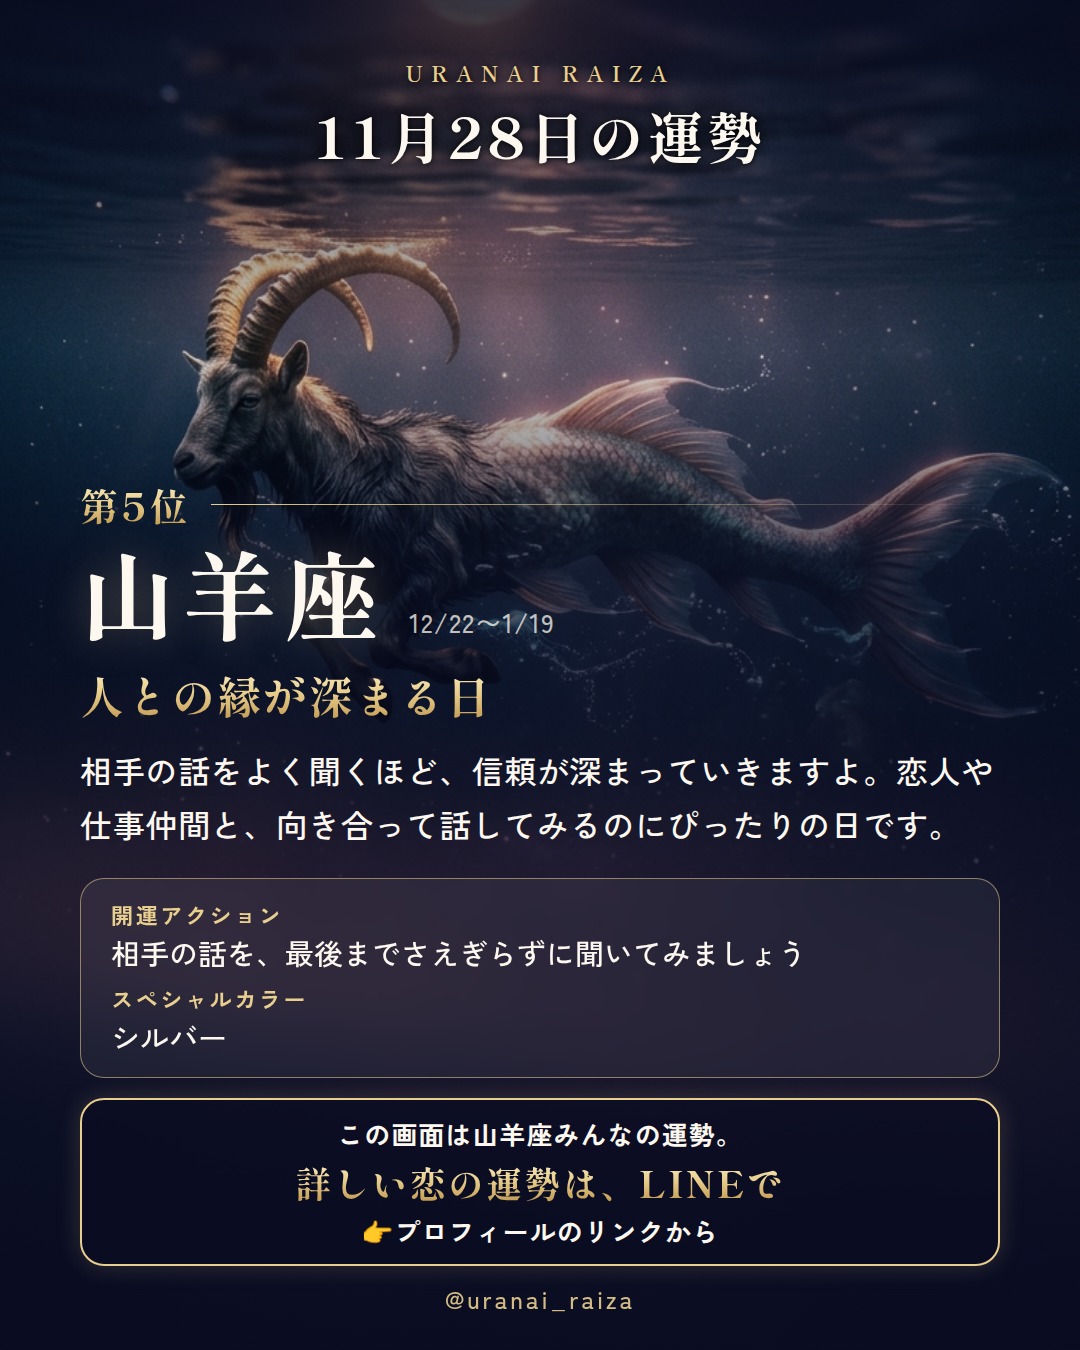 URANAI RAIZA
11月28日の運勢
第5位
山羊座 12/22〜1/19
人との縁が深まる日
相手の話をよく聞くほど、信頼が深まっていきますよ。恋人や
仕事仲間と、向き合って話してみるのにぴったりの日です。
開運アクション
相手の話を、最後までさえぎらずに聞いてみましょう
スペシャルカラー
シルバー
この画面は山羊座みんなの運勢。
詳しい恋の運勢は、LINEで
👉プロフィールのリンクから
@uranai_raiza